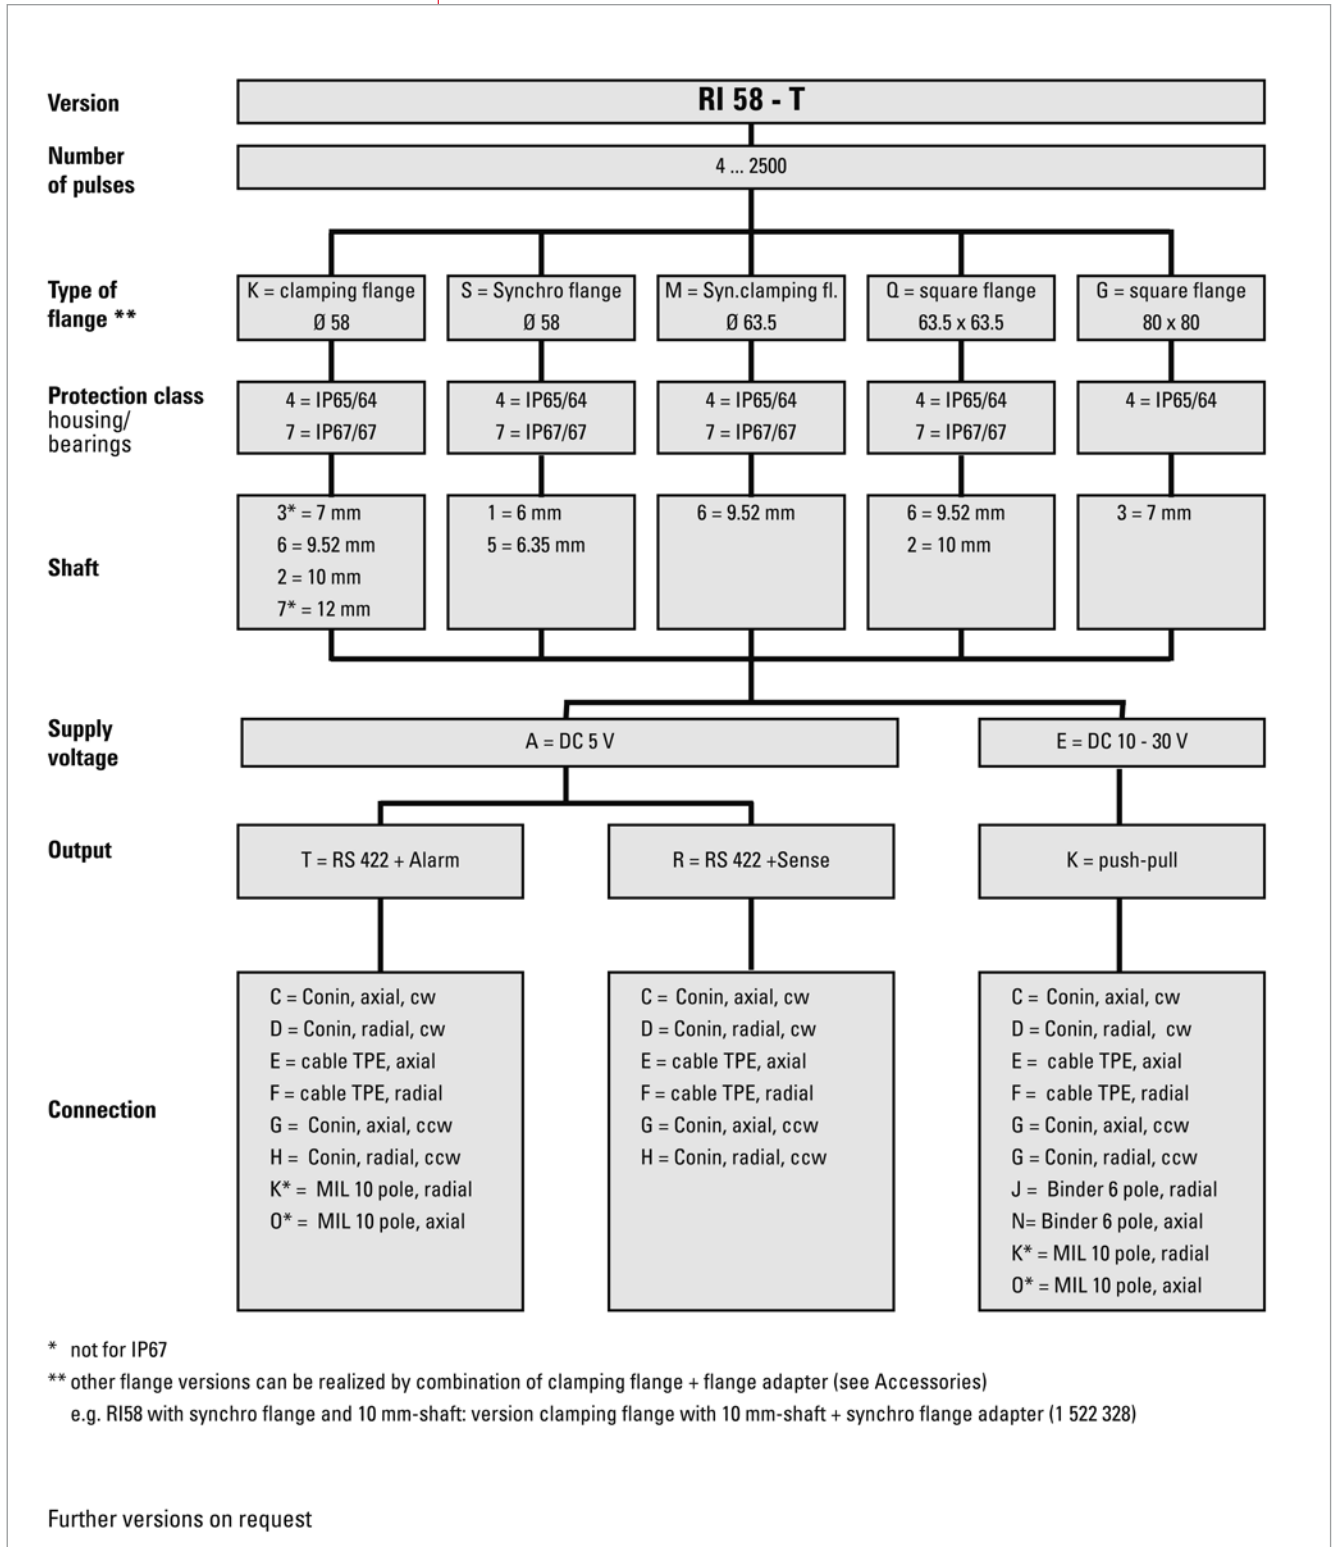 Version
RI 58 - T
Number
of pulses
4 ... 2500
Type of
flange **
K = clamping flange
Ø 58
S = Synchro flange
Ø 58
M = Syn.clamping fl.
Ø 63.5
Q = square flange
63.5 x 63.5
G = square flange
80 x 80
Protection class
housing/
bearings
4 = IP65/64
7 = IP67/67
4 = IP65/64
7 = IP67/67
4 = IP65/64
7 = IP67/67
4 = IP65/64
7 = IP67/67
4 = IP65/64
Shaft
3* = 7 mm
6 = 9.52 mm
2 = 10 mm
7* = 12 mm
1 = 6 mm
5 = 6.35 mm
6 = 9.52 mm
6 = 9.52 mm
2 = 10 mm
3 = 7 mm
Supply
voltage
A = DC 5 V
E = DC 10 - 30 V
Output
T = RS 422 + Alarm
R = RS 422 +Sense
K = push-pull
Connection
C = Conin, axial, cw
D = Conin, radial, cw
E = cable TPE, axial
F = cable TPE, radial
G = Conin, axial, ccw
H = Conin, radial, ccw
K* = MIL 10 pole, radial
O* = MIL 10 pole, axial
C = Conin, axial, cw
D = Conin, radial, cw
E = cable TPE, axial
F = cable TPE, radial
G = Conin, axial, ccw
H = Conin, radial, ccw
C = Conin, axial, cw
D = Conin, radial, cw
E = cable TPE, axial
F = cable TPE, radial
G = Conin, axial, ccw
G = Conin, radial, ccw
J = Binder 6 pole, radial
N= Binder 6 pole, axial
K* = MIL 10 pole, radial
O* = MIL 10 pole, axial
* not for IP67
** other flange versions can be realized by combination of clamping flange + flange adapter (see Accessories)
e.g. RI58 with synchro flange and 10 mm-shaft: version clamping flange with 10 mm-shaft + synchro flange adapter (1 522 328)
Further versions on request